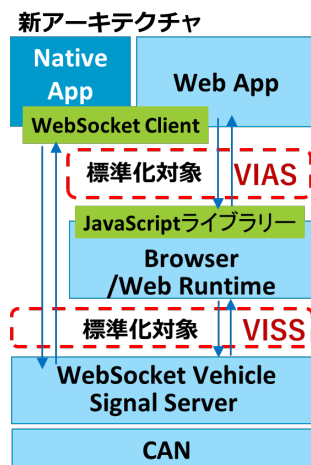 新アーキテクチャ
Native
App
Web App
WebSocket Client
標準化対象 VIAS
JavaScriptライブラリー
Browser
/Web Runtime
標準化対象 VISS
WebSocket Vehicle
Signal Server
CAN